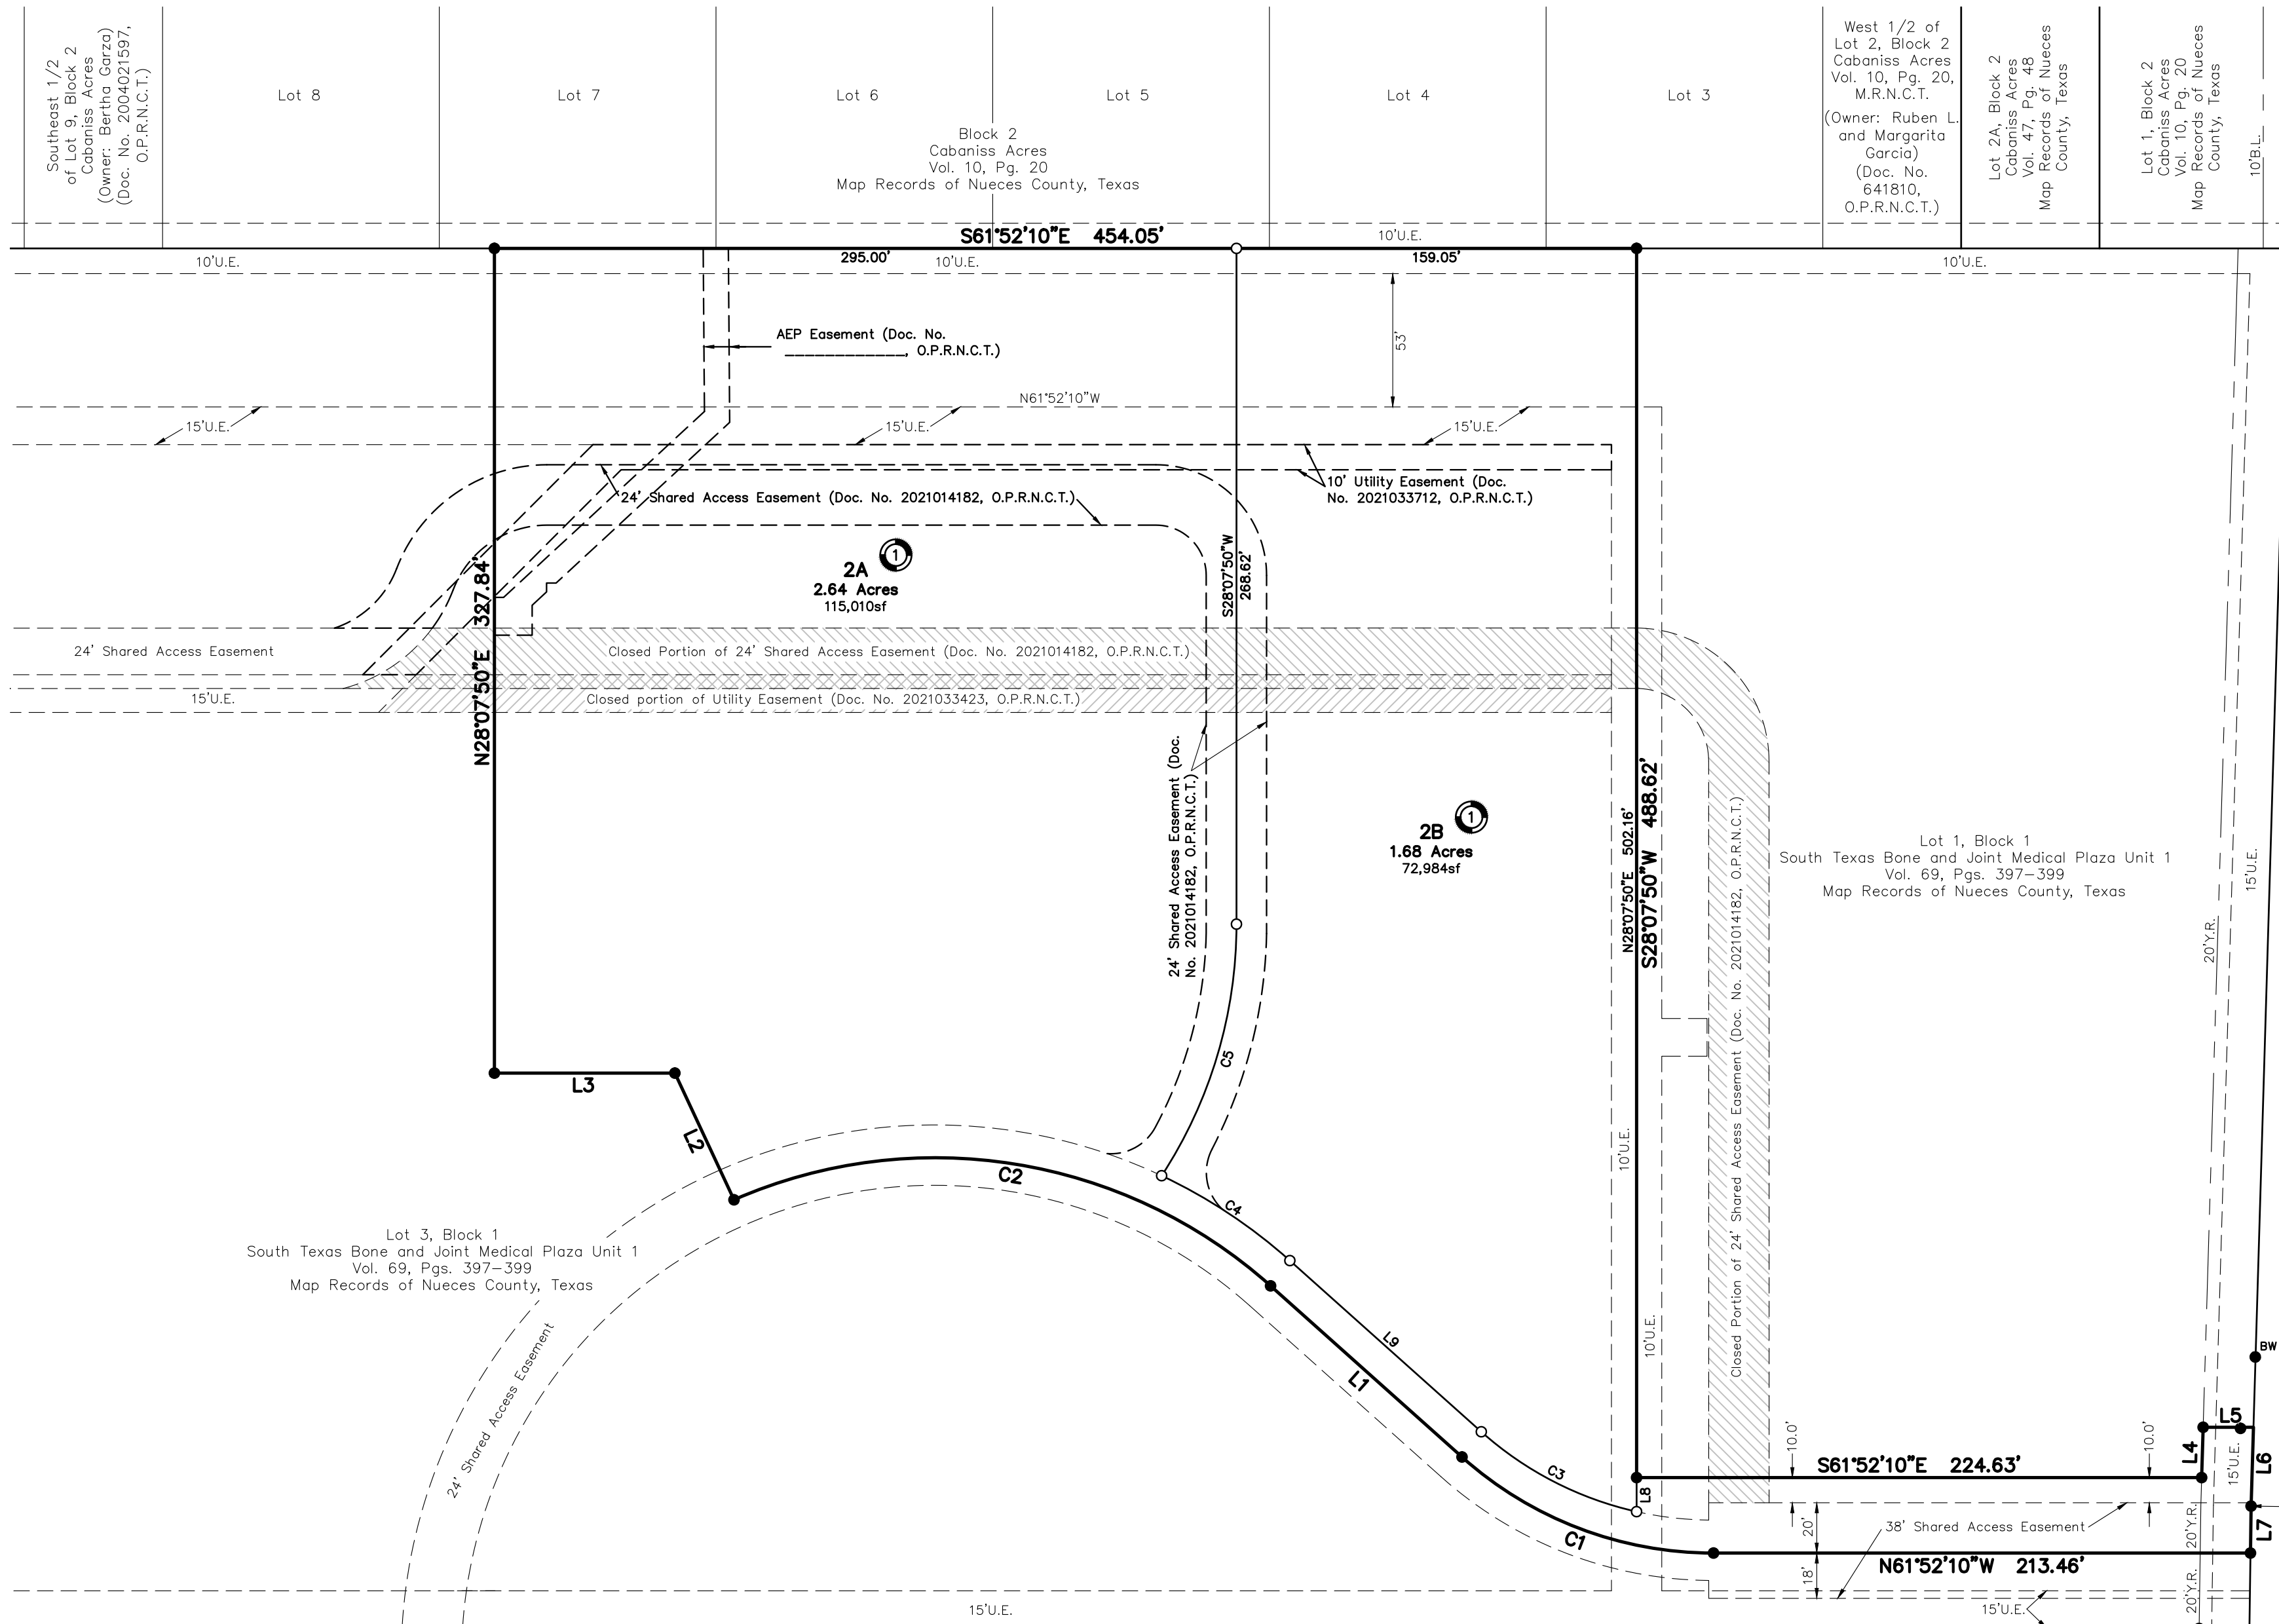 Southeast 1/2
of Lot 9, Block 2
Cabaniss Acres
(Owner: Bertha Garza)
(Doc. No. 2004021597,
O.P.R.N.C.T.)
Lot 8
Lot 7
Lot 6
Lot 5
Lot 4
Lot 3
Block 2
Cabaniss Acres
Vol. 10, Pg. 20
Map Records of Nueces County, Texas
West 1/2 of
Lot 2, Block 2
Cabaniss Acres
Vol. 10, Pg. 20,
M.R.N.C.T.
(Owner: Ruben L.
and Margarita
Garcia)
(Doc. No.
641810,
O.P.R.N.C.T.)
Lot 2A, Block 2
Cabaniss Acres
Vol. 47, Pg. 48
Map Records of Nueces
County, Texas
Lot 1, Block 2
Cabaniss Acres
Vol. 10, Pg. 20
Map Records of Nueces
County, Texas
10'B.L.
S61°52'10"E 454.05'
10'U.E.
10'U.E.
295.00'
10'U.E.
159.05'
10'U.E.
AEP Easement (Doc. No.
____________, O.P.R.N.C.T.)
53'
N61°52'10"W
15'U.E.
15'U.E.
15'U.E.
24' Shared Access Easement (Doc. No. 2021014182, O.P.R.N.C.T.)
10' Utility Easement (Doc.
No. 2021033712, O.P.R.N.C.T.)
2A
1
2.64 Acres
115,010sf
S28°07'50"W
268.62'
N28°07'50"E 327.84'
24' Shared Access Easement
Closed Portion of 24' Shared Access Easement (Doc. No. 2021014182, O.P.R.N.C.T.)
15'U.E.
Closed portion of Utility Easement (Doc. No. 2021033423, O.P.R.N.C.T.)
24' Shared Access Easement (Doc.
No. 2021014182, O.P.R.N.C.T.)
2B
1
1.68 Acres
72,984sf
N28°07'50"E 502.16'
S28°07'50"W 488.62'
Closed Portion of 24' Shared Access Easement (Doc. No. 2021014182, O.P.R.N.C.T.)
Lot 1, Block 1
South Texas Bone and Joint Medical Plaza Unit 1
Vol. 69, Pgs. 397-399
Map Records of Nueces County, Texas
15'U.E.
20'Y.R.
C5
L3
L2
C2
C4
10'U.E.
10'U.E.
Lot 3, Block 1
South Texas Bone and Joint Medical Plaza Unit 1
Vol. 69, Pgs. 397-399
Map Records of Nueces County, Texas
24' Shared Access Easement
L9
L1
BW
L5
L4
15'U.E.
L6
10.0'
10.0'
S61°52'10"E 224.63'
C3
L8
C1
20'
38' Shared Access Easement
20'Y.R.
L7
18'
N61°52'10"W 213.46'
20'Y.R.
15'U.E.
15'U.E.